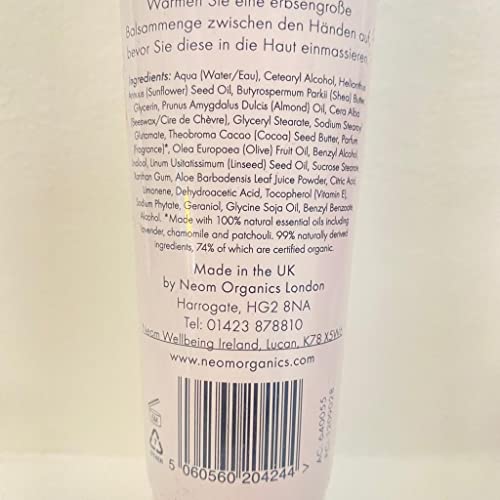 Wärmen Sie eine erbsengroße
Balsammenge zwischen den Händen auf,
bevor Sie diese in die Haut einmassieren
Ingredients: Aqua (Water/Eau), Cetearyl Alcohol, Helianthus
Annuus (Sunflower) Seed Oil, Butyrospermum Parkii (Shea) Butter,
Glycerin, Prunus Amygdalus Dulcis (Almond) Oil, Cera Alba
(Beeswax/Cire de Chèvre), Glyceryl Stearate, Sodium Stearoyl
Glutamate, Theobroma Cacao (Cocoa) Seed Butter, Parfum
(Fragrance)*, Olea Europaea (Olive) Fruit Oil, Benzyl Alcohol,
Linalool, Linum Usitatissimum (Linseed) Seed Oil, Sucrose Stearate,
Xanthan Gum, Aloe Barbadensis Leaf Juice Powder, Citric Acid,
Limonene, Dehydroacetic Acid, Tocopherol (Vitamin E),
Sodium Phytate, Geraniol, Glycine Soja Oil, Benzyl Benzoate,
Alcohol. *Made with 100% natural essential oils including
lavender, chamomile and patchouli. 99% naturally derived
ingredients, 74% of which are certified organic.
Made in the UK
by Neom Organics London
Harrogate, HG2 8NA
Tel: 01423 878810
Neom Wellbeing Ireland, Lucan, K78 X5W6
www.neomorganics.com
5 060560 204244 >
AC 640055